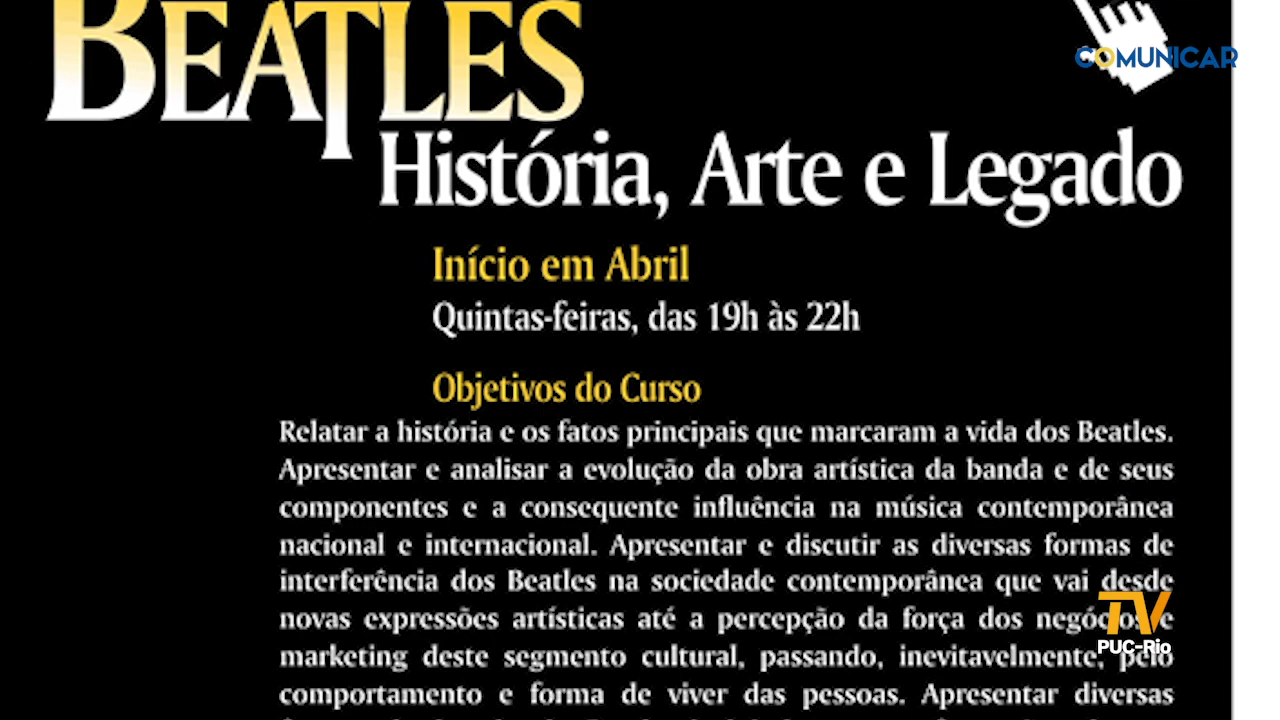 BEATLES
COMUNICAR
História, Arte e Legado
Início em Abril
Quintas-feiras, das 19h às 22h
Objetivos do Curso
Relatar a história e os fatos principais que marcaram a vida dos Beatles.
Apresentar e analisar a evolução da obra artística da banda e de seus
componentes e a consequente influência na música contemporânea
nacional e internacional. Apresentar e discutir as diversas formas de
interferência dos Beatles na sociedade contemporânea que vai desde
novas expressões artísticas até a percepção da força dos negócios e
marketing deste segmento cultural, passando, inevitavelmente, pelo
comportamento e forma de viver das pessoas. Apresentar diversas
TV
PUC-Rio